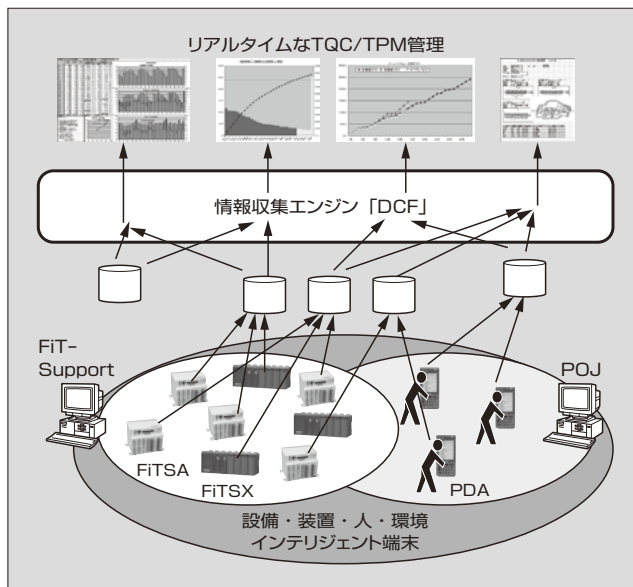 リアルタイムなTQC/TPM管理
情報収集エンジン「DCF」
FiT-
Support
POJ
FiTSA
FiTSX
PDA
設備・装置・人・環境
インテリジェント端末